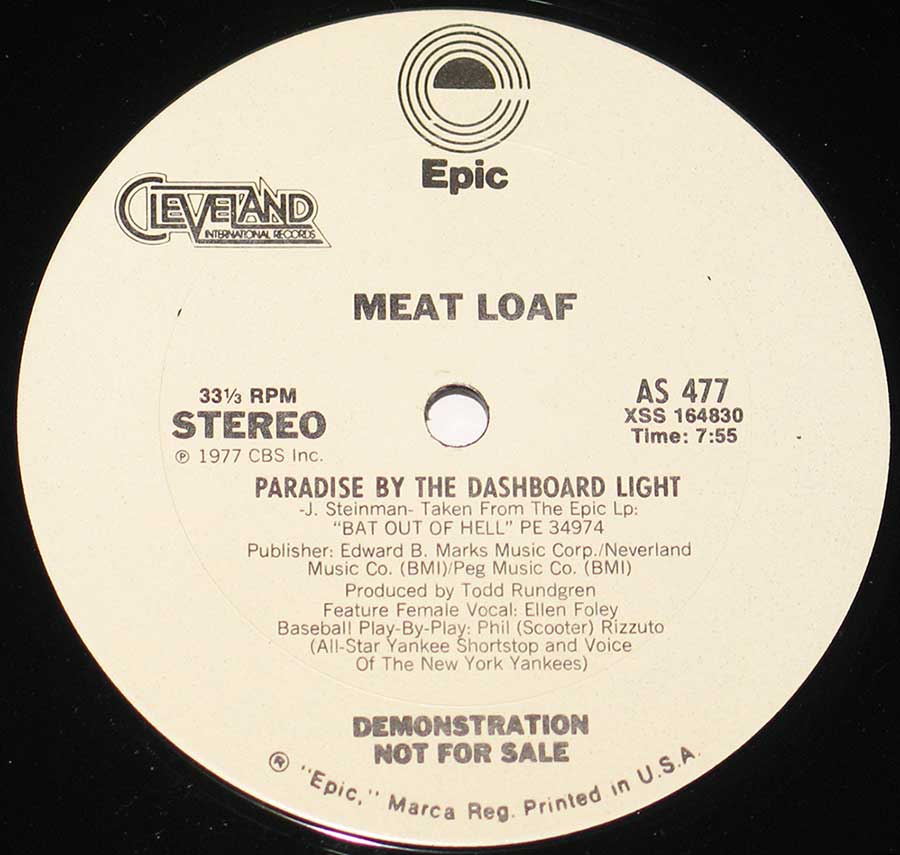 Epic
CLEVELAND
INTERNATIONAL RECORDS
MEAT LOAF
33⅓ RPM
STEREO
℗ 1977 CBS Inc.
AS 477
XSS 164830
Time: 7:55
PARADISE BY THE DASHBOARD LIGHT
-J. Steinman- Taken From The Epic Lp:
"BAT OUT OF HELL" PE 34974
Publisher: Edward B. Marks Music Corp./Neverland
Music Co. (BMI)/Peg Music Co. (BMI)
Produced by Todd Rundgren
Feature Female Vocal: Ellen Foley
Baseball Play-By-Play: Phil (Scooter) Rizzuto
(All-Star Yankee Shortstop and Voice
Of The New York Yankees)
DEMONSTRATION
NOT FOR SALE
® "Epic," Marca Reg. Printed in U.S.A.